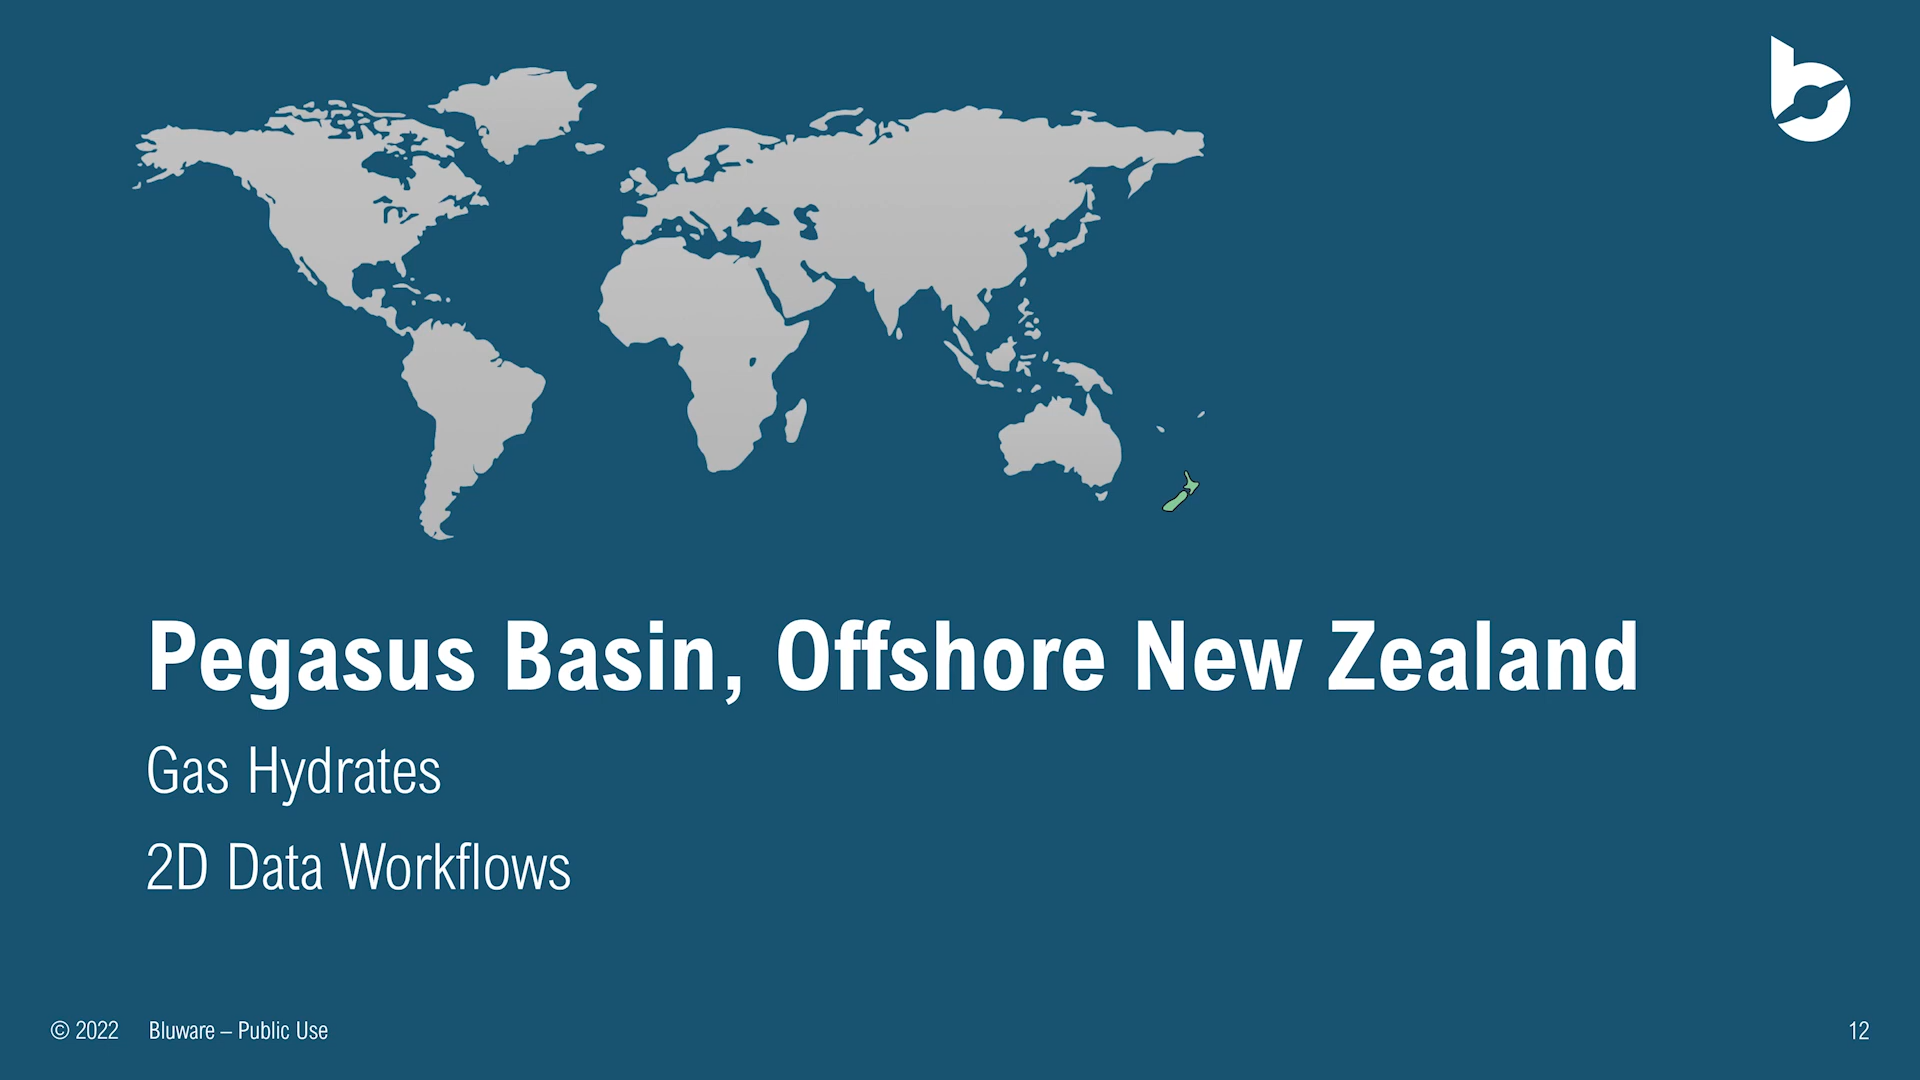 Pegasus Basin, Offshore New Zealand
Gas Hydrates
2D Data Workflows
© 2022 Bluware – Public Use
12